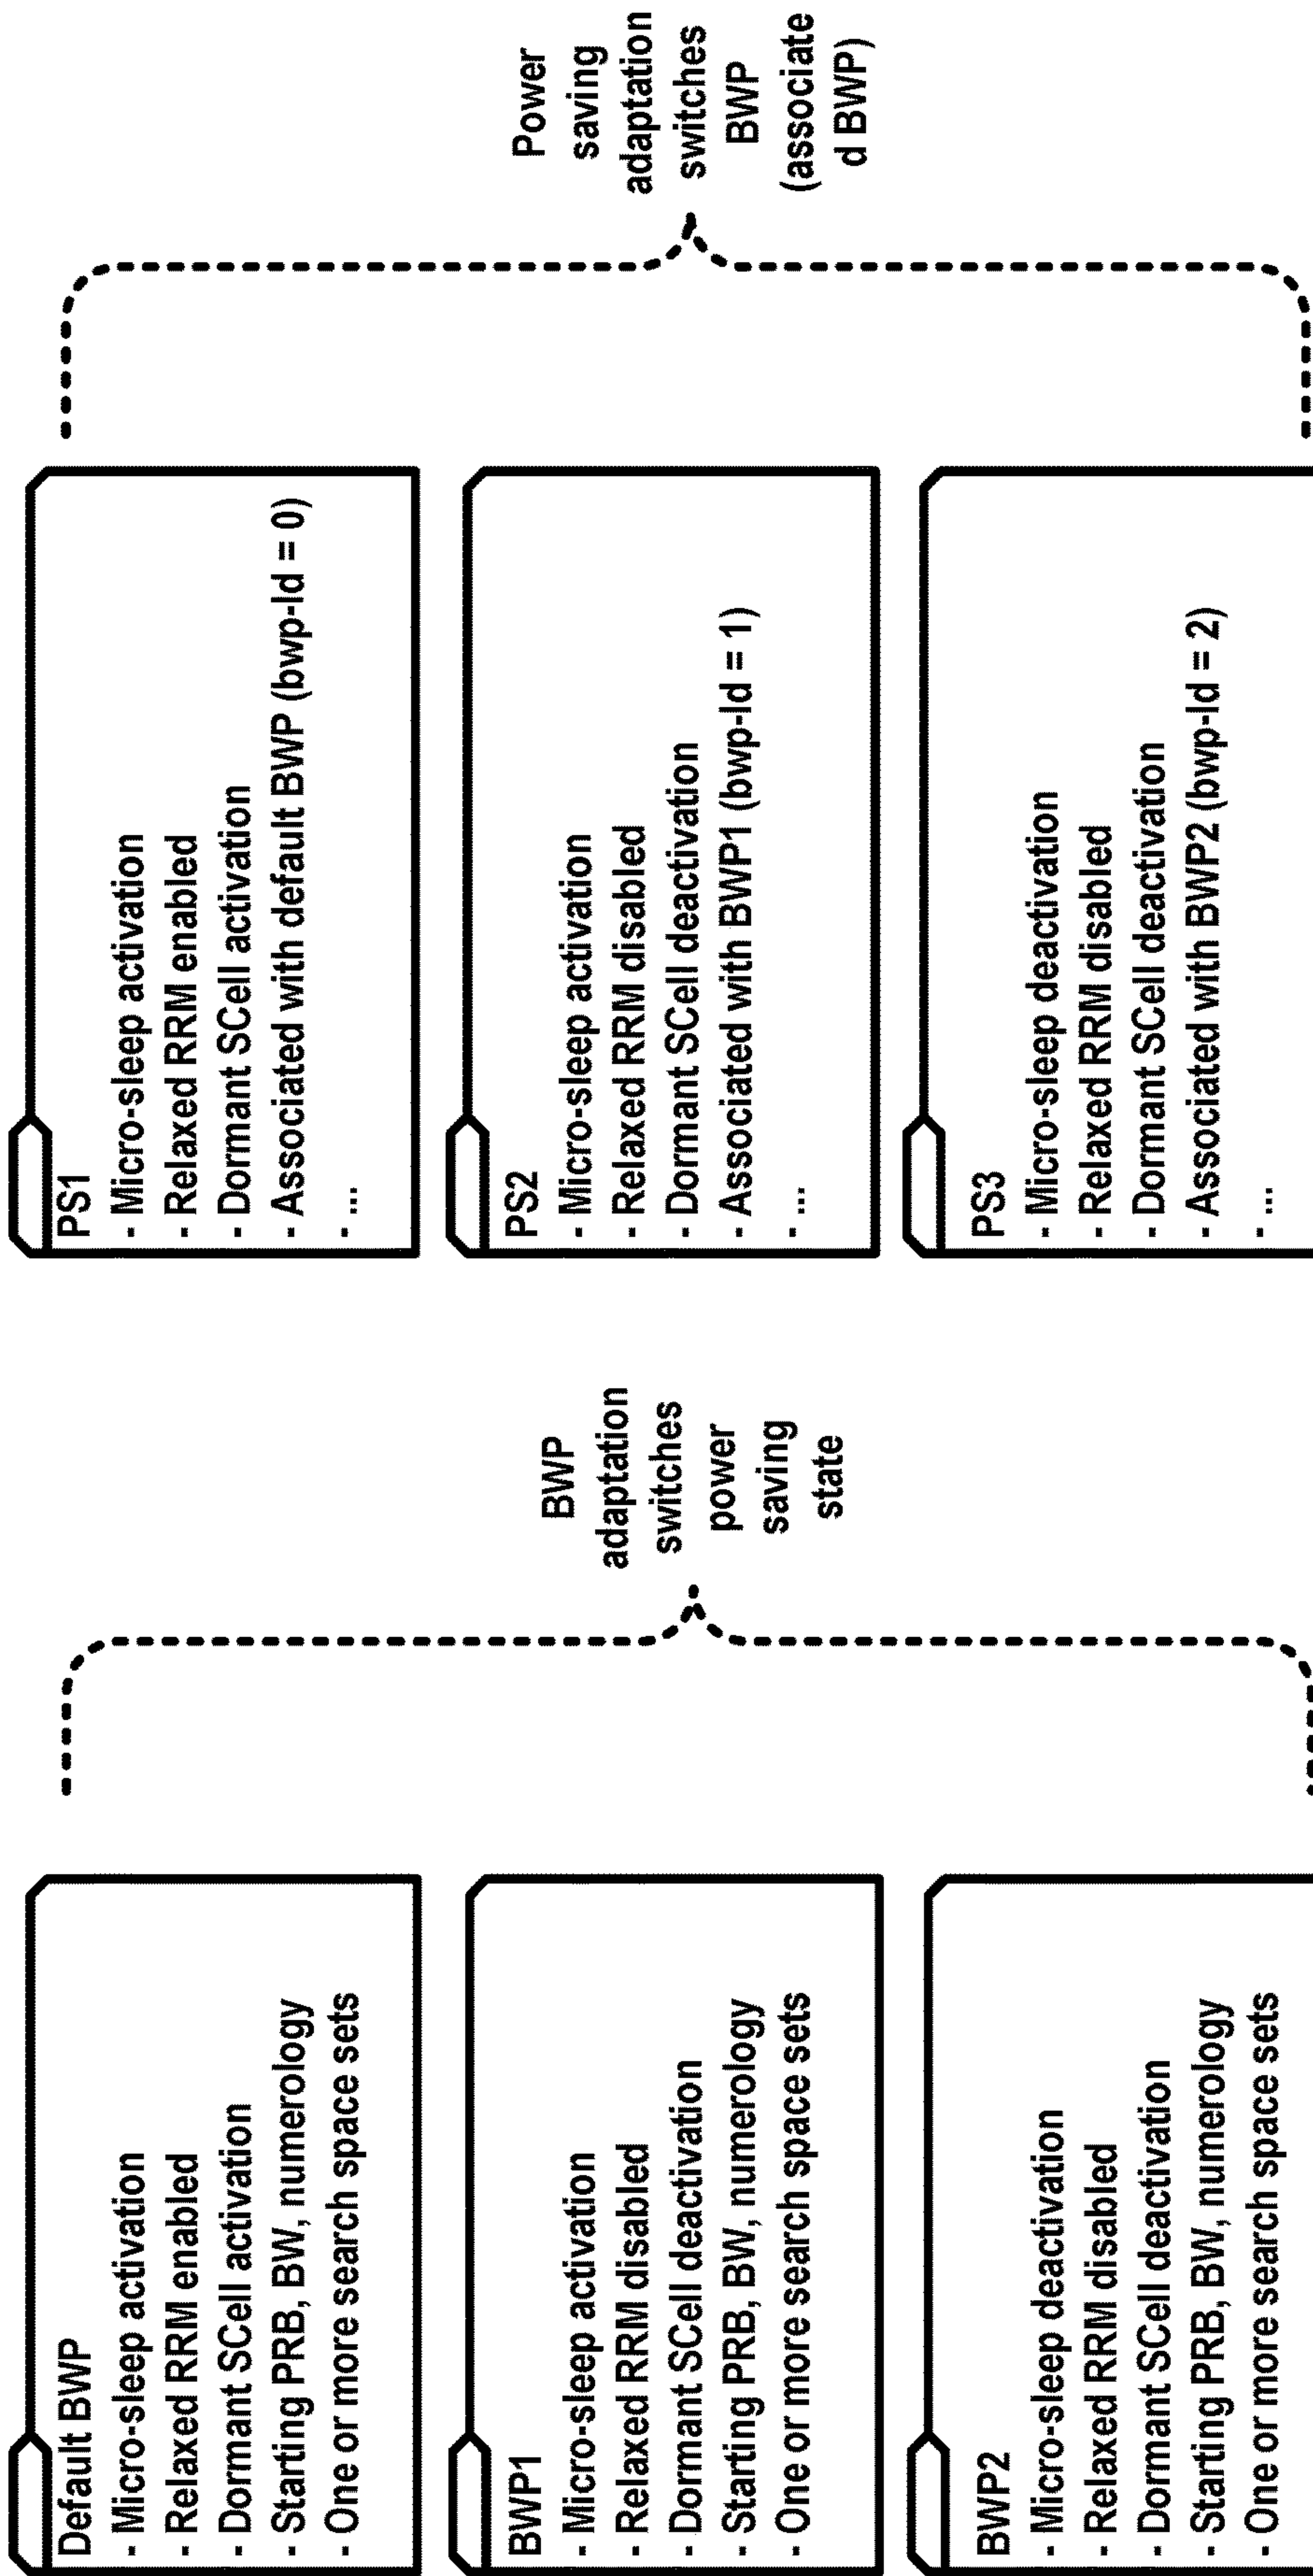 Default BWP
- Micro-sleep activation
- Relaxed RRM enabled
- Dormant SCell activation
- Starting PRB, BW, numerology
- One or more search space sets
BWP1
- Micro-sleep activation
- Relaxed RRM disabled
- Dormant SCell deactivation
- Starting PRB, BW, numerology
- One or more search space sets
BWP2
- Micro-sleep deactivation
- Relaxed RRM disabled
- Dormant SCell deactivation
- Starting PRB, BW, numerology
- One or more search space sets
BWP
adaptation
switches
power
saving
state
PS1
- Micro-sleep activation
- Relaxed RRM enabled
- Dormant SCell activation
- Associated with default BWP (bwp-Id = 0)
- ...
PS2
- Micro-sleep activation
- Relaxed RRM disabled
- Dormant SCell deactivation
- Associated with BWP1 (bwp-Id = 1)
- ...
PS3
- Micro-sleep deactivation
- Relaxed RRM disabled
- Dormant SCell deactivation
- Associated with BWP2 (bwp-Id = 2)
- ...
Power
saving
adaptation
switches
BWP
(associate
d BWP)